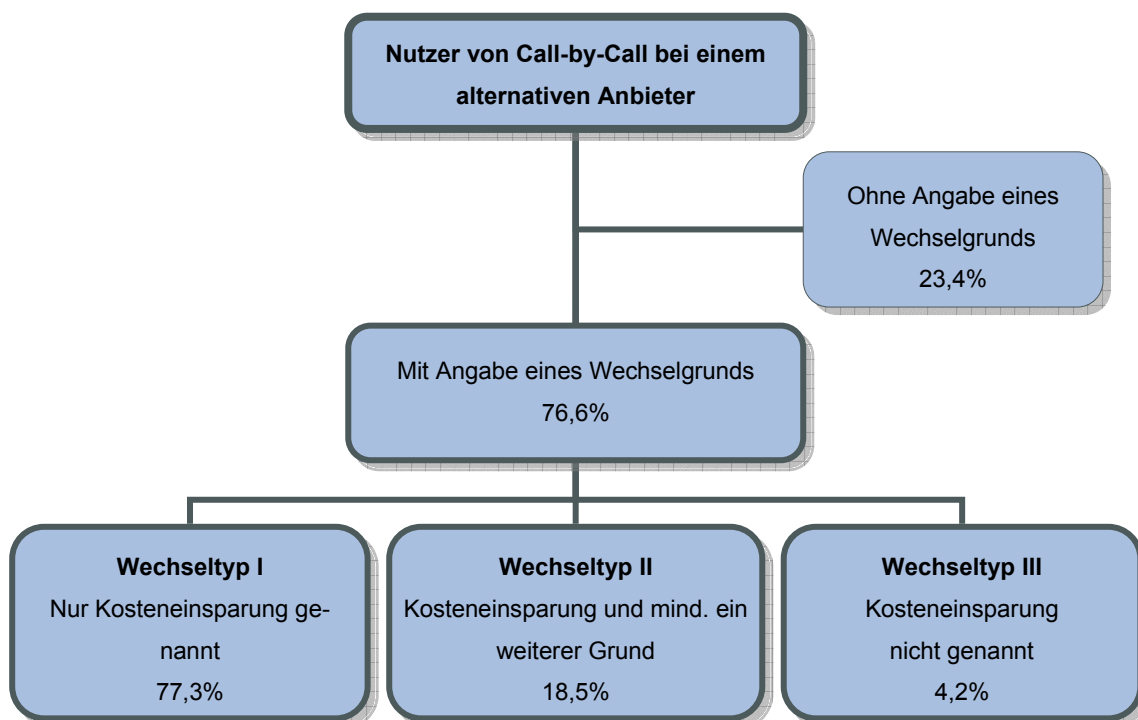 Nutzer von Call-by-Call bei einem
alternativen Anbieter
Ohne Angabe eines
Wechselgrunds
23,4%
Mit Angabe eines Wechselgrunds
76,6%
Wechseltyp I
Nur Kosteneinsparung ge-
nannt
77,3%
Wechseltyp II
Kosteneinsparung und mind. ein
weiterer Grund
18,5%
Wechseltyp III
Kosteneinsparung
nicht genannt
4,2%